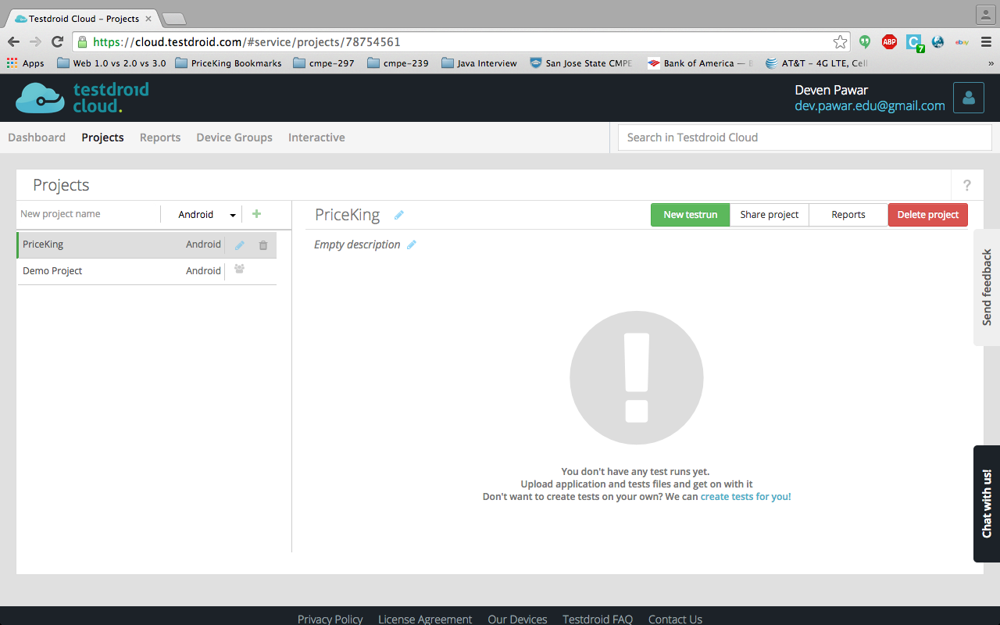 Testdroid Cloud – Projects
https://cloud.testdroid.com/#service/projects/78754561
ABP
C
7
ebay
Apps
Web 1.0 vs 2.0 vs 3.0
PriceKing Bookmarks
cmpe-297
cmpe-239
Java Interview
San Jose State CMPE
Bank of America —
AT&T – 4G LTE, Cell
»
testdroid
cloud.
Deven Pawar
dev.pawar.edu@gmail.com
Dashboard
Projects
Reports
Device Groups
Interactive
Search in Testdroid Cloud
Projects
?
New project name
Android
+
PriceKing
Android
Demo Project
Android
PriceKing
New testrun
Share project
Reports
Delete project
Empty description
!
You don't have any test runs yet.
Upload application and tests files and get on with it
Don't want to create tests on your own? We can create tests for you!
Send feedback
Chat with us!
Privacy Policy
License Agreement
Our Devices
Testdroid FAQ
Contact Us